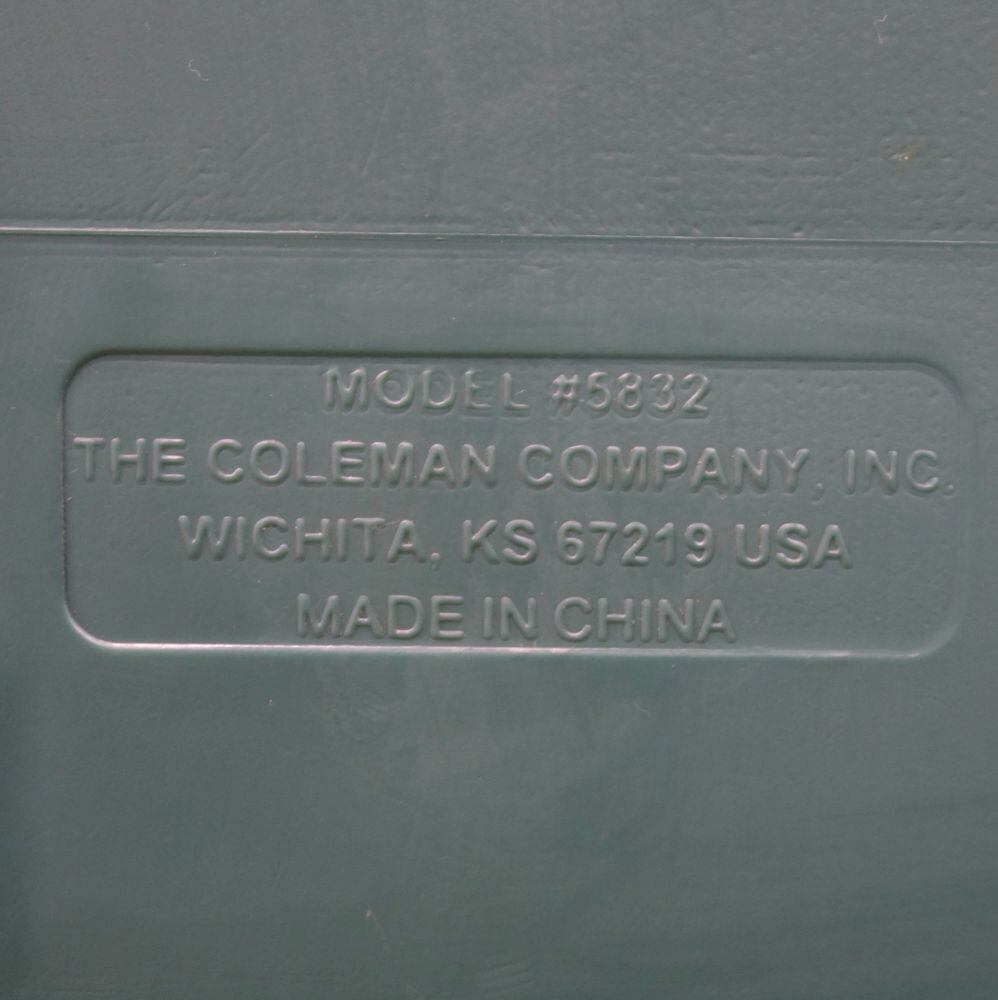 MODEL #5832
THE COLEMAN COMPANY, INC.
WICHITA, KS 67219 USA
MADE IN CHINA